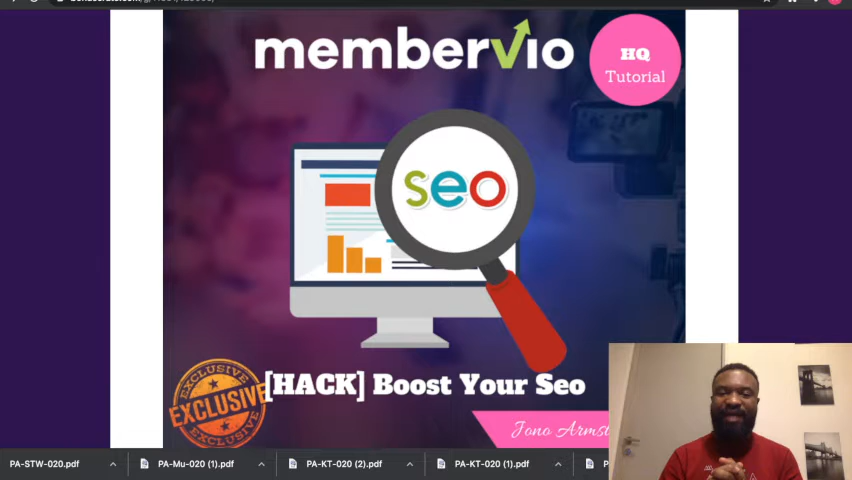 membervio
HQ
Tutorial
seo
EXCLUSIVE
EXCLUSIVE
EXCLUSIVE
[HACK] Boost Your Seo
Jono
PA-STW-020.pdf
PA-Mu-020 (1).pdf
PA-KT-020 (2).pdf
PA-KT-020 (1).pdf